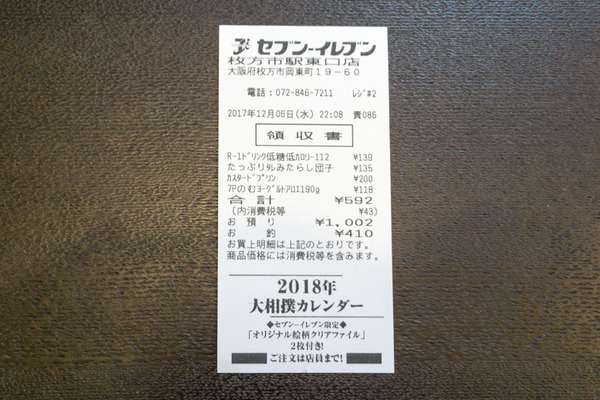 セブン-イレブン
枚方市駅東口店
大阪府枚方市岡東町19-60
電話:072-846-7211 レジ#2
2017年12月06日(水) 22:08 責086
領収書
R-1ドリンク低糖低カロリー112 ¥139
たっぷりタレみたらし団子 ¥135
カスタードプリン ¥200
7Pのむヨーグルトアロエ190g ¥118
合計 ¥592
(内消費税等 ¥43)
お預り ¥1,002
お釣 ¥410
お買上明細は上記のとおりです。
商品価格には消費税等を含みます。
2018年
大相撲カレンダー
◆セブン-イレブン限定◆
「オリジナル絵柄クリアファイル」
2枚付き!
ご注文は店員まで!